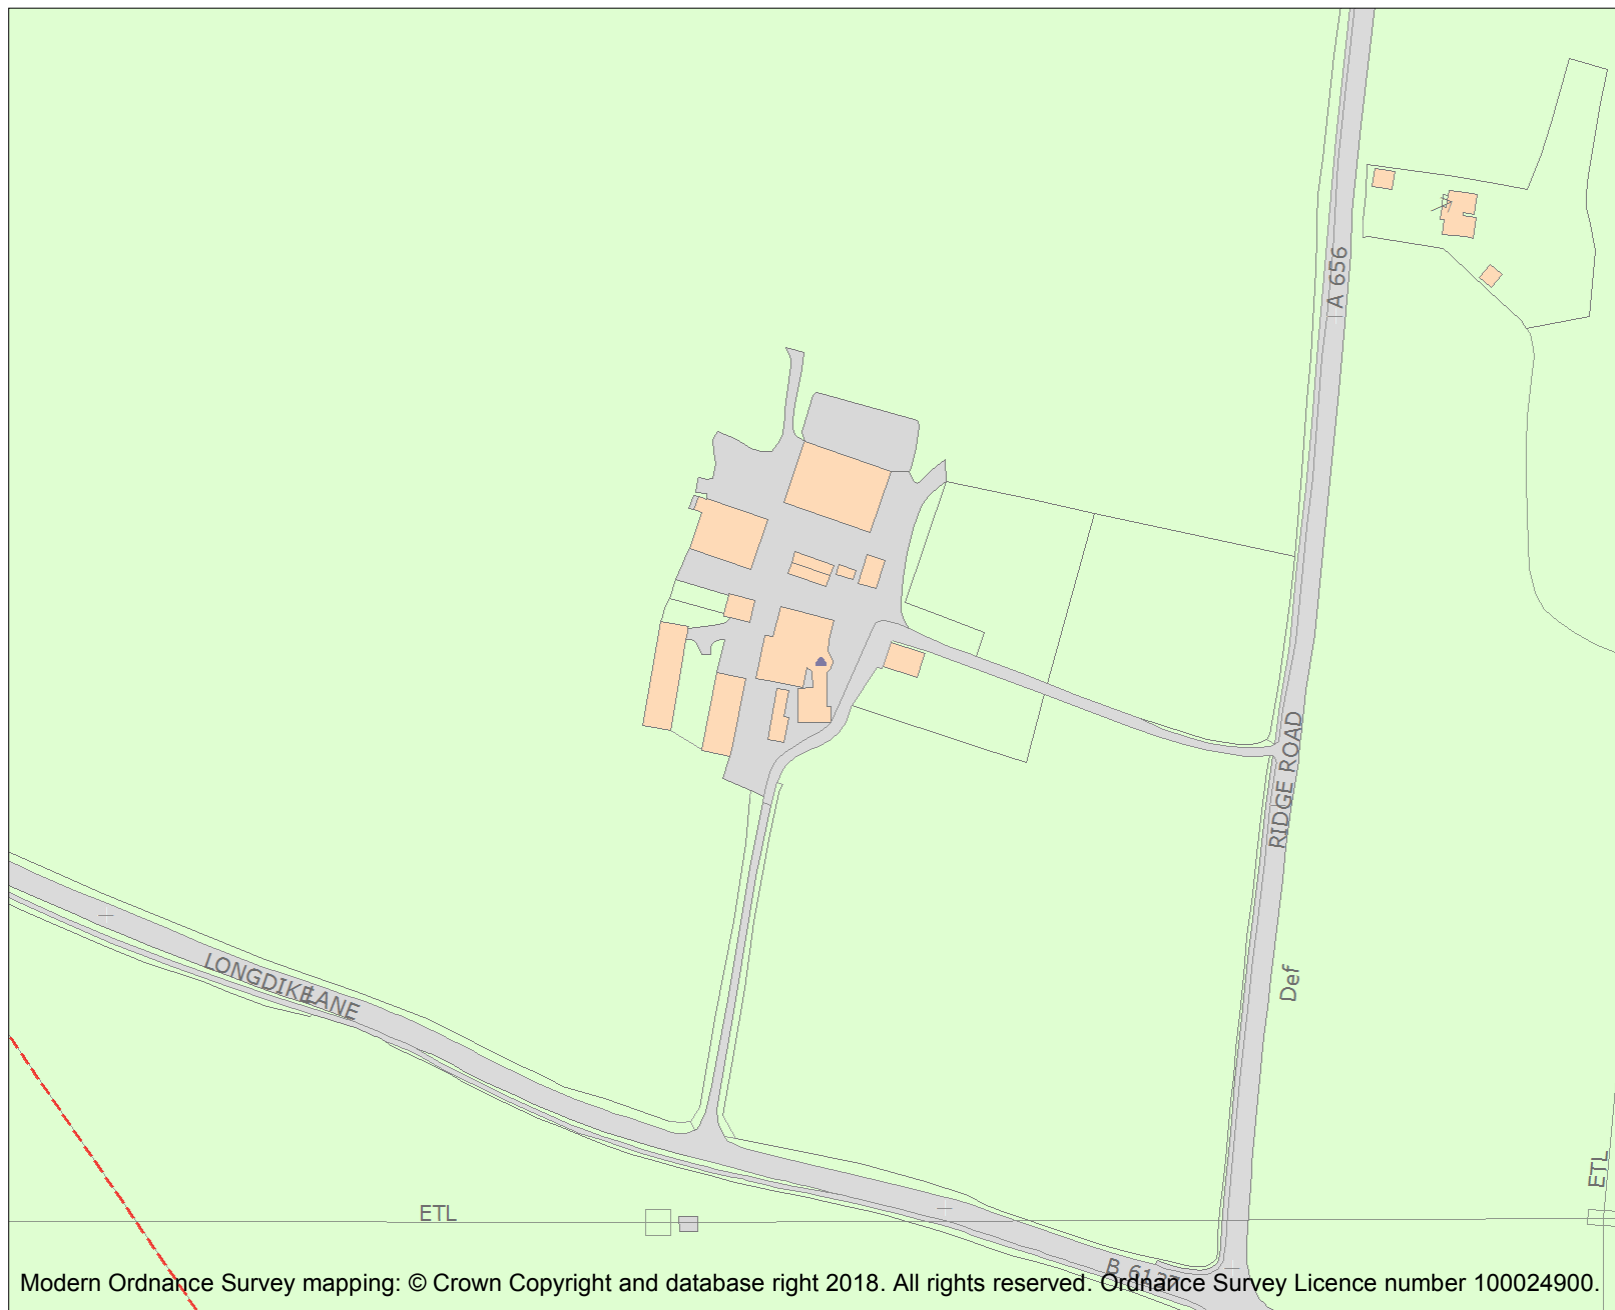 A 656
RIDGE ROAD
Def
LONGDIKE LANE
ETL
ETL
B 6137
Modern Ordnance Survey mapping: © Crown Copyright and database right 2018. All rights reserved. Ordnance Survey Licence number 100024900.